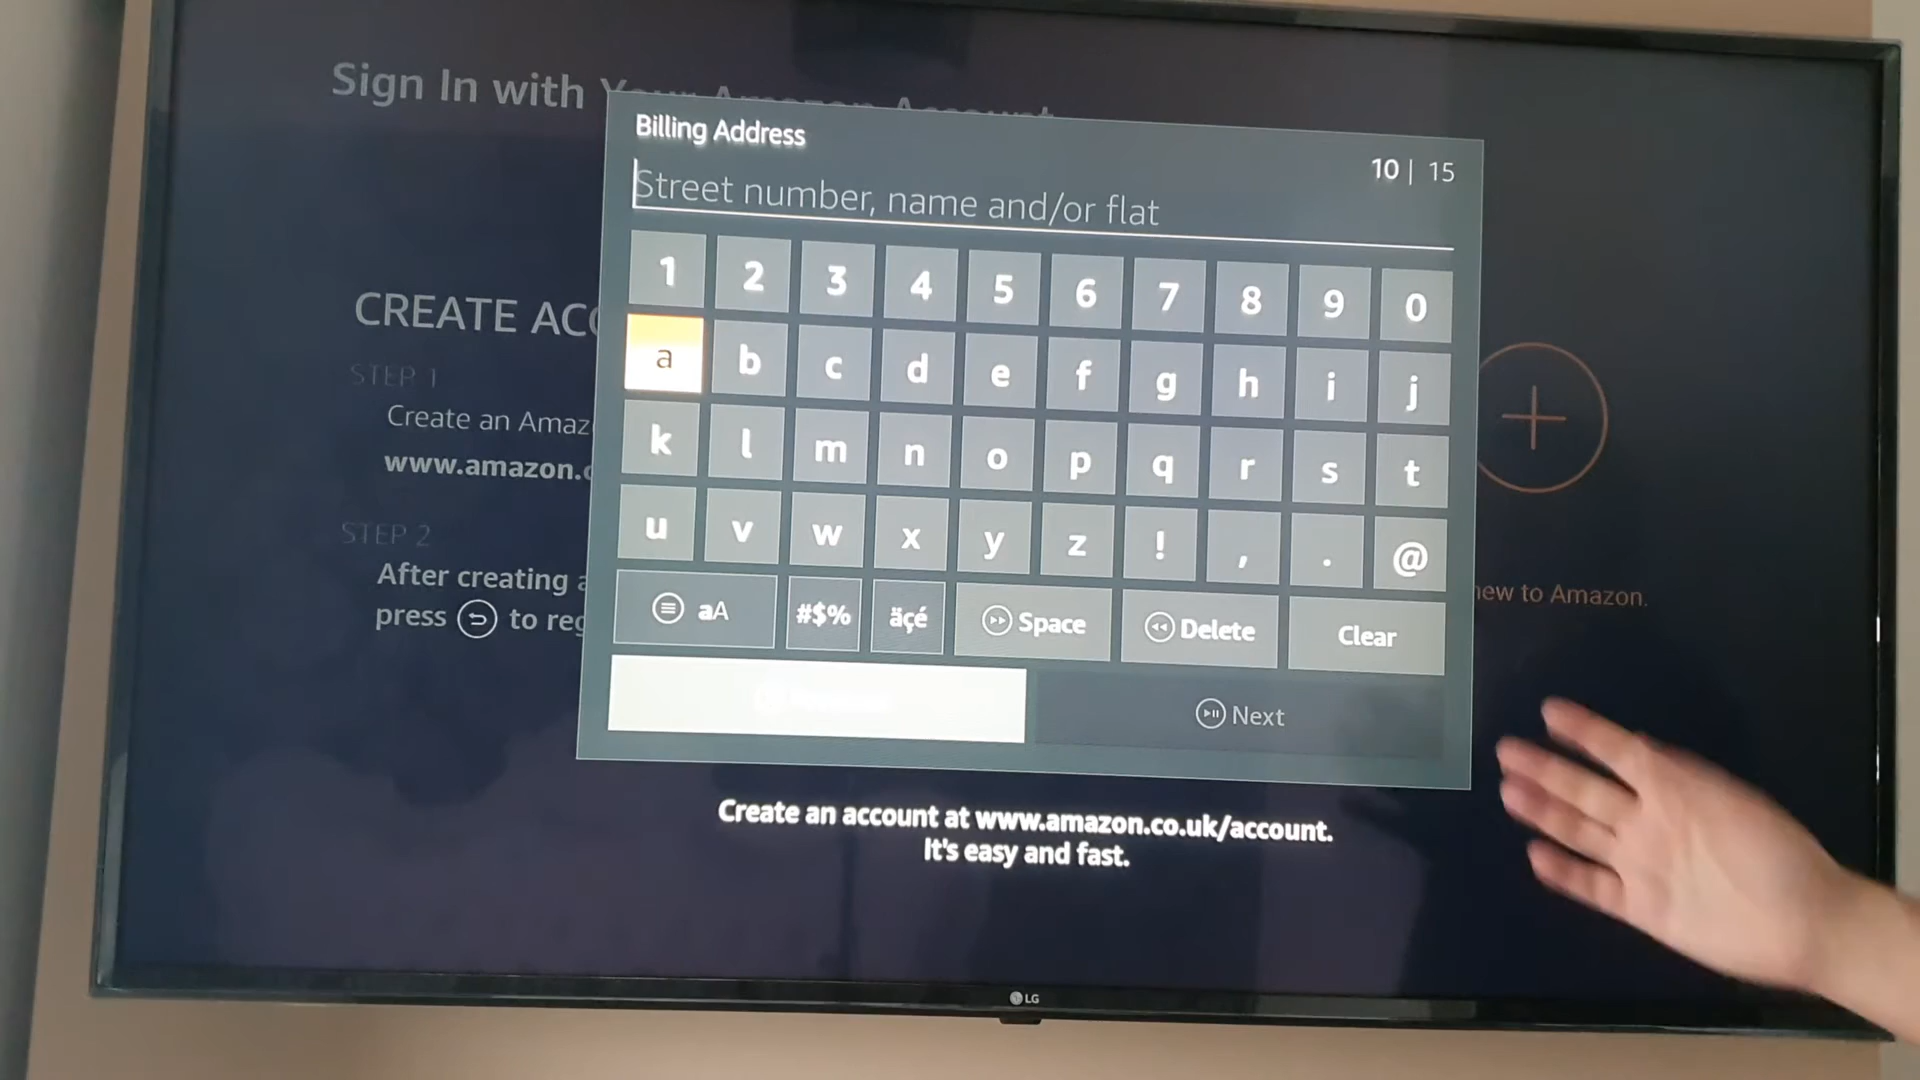 Sign In with
Billing Address
10 | 15
Street number, name and/or flat
1 2 3 4 5 6 7 8 9 0
a b c d e f g h i j
k l m n o p q r s t
u v w x y z ! , . @
aA #$% äçé Space Delete Clear
Next
CREATE ACC
STEP 1
Create an Amaz
www.amazon.c
STEP 2
After creating a
press to reg
new to Amazon.
Create an account at www.amazon.co.uk/account.
It's easy and fast.
LG